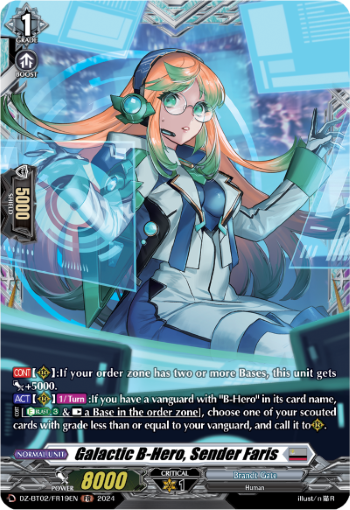 1
GRADE
BOOST
5000
SHIELD
CONT【 】:If your order zone has two or more Bases, this unit gets
+5000.
ACT【 】1/Turn :If you have a vanguard with "B-Hero" in its card name,
COST BLAST 3 & a Base in the order zone], choose one of your scouted
cards with grade less than or equal to your vanguard, and call it to .
NORMAL UNIT Galactic B-Hero, Sender Faris
POWER 8000 CRITICAL 1 Brandt Gate
Human
DZ-BT02/FR19EN FR 2024 illust/п猫R